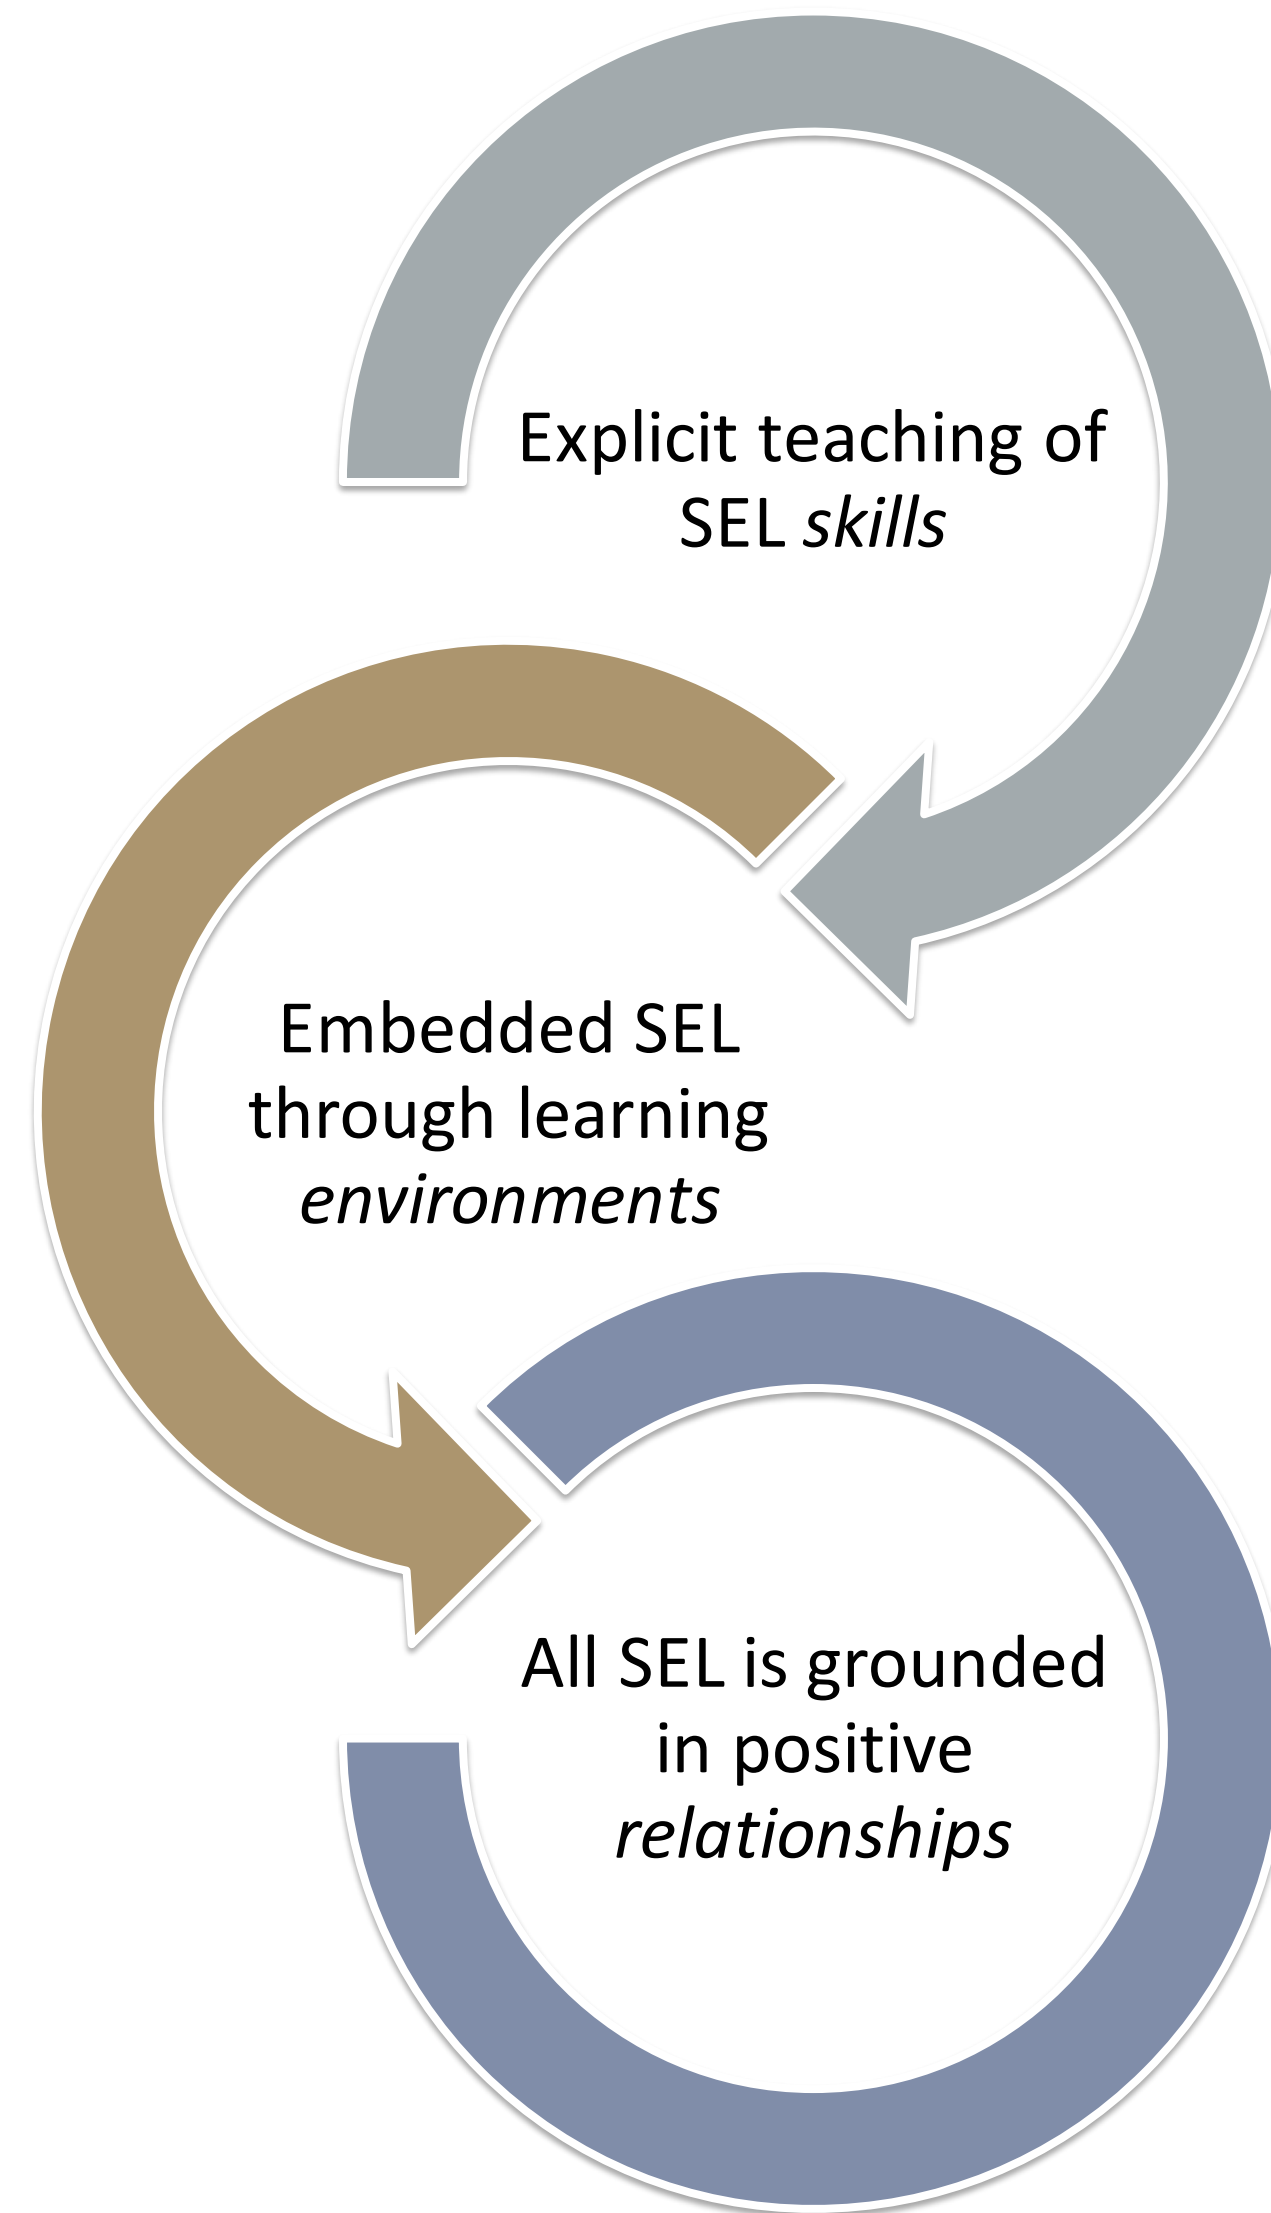 Explicit teaching of
SEL skills
Embedded SEL
through learning
environments
All SEL is grounded
in positive
relationships